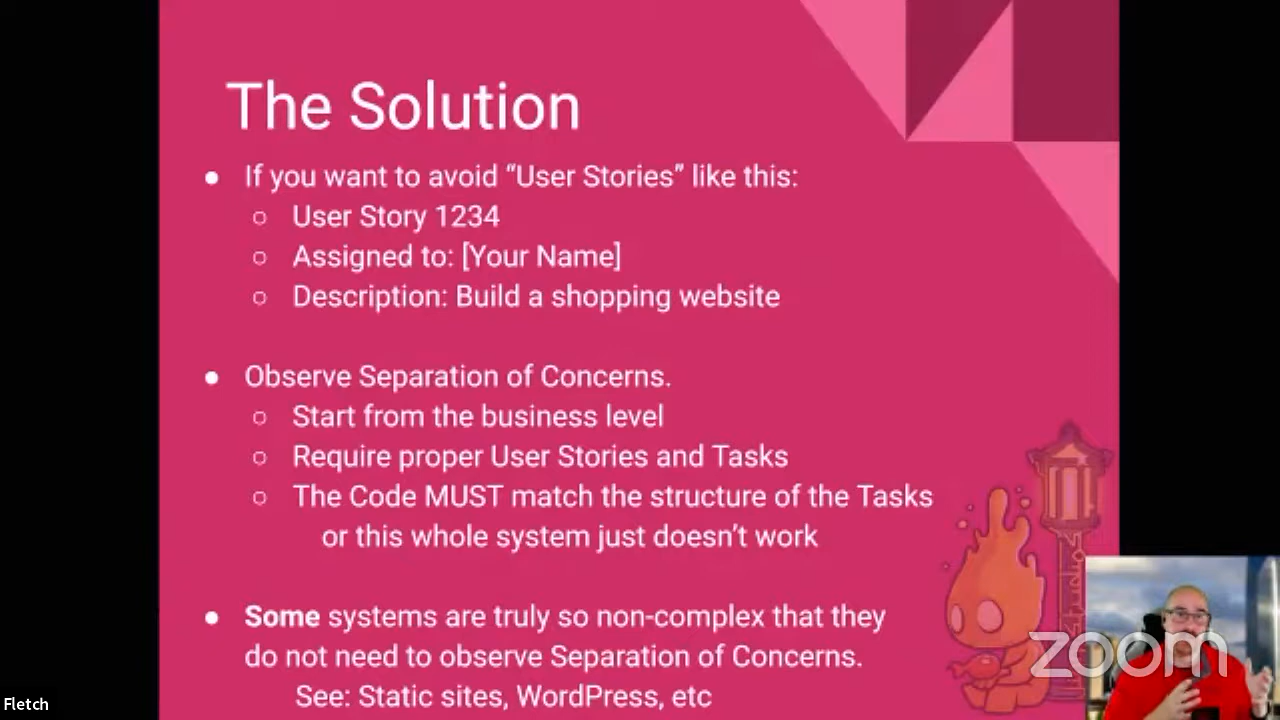 The Solution
● If you want to avoid “User Stories” like this:
○ User Story 1234
○ Assigned to: [Your Name]
○ Description: Build a shopping website
● Observe Separation of Concerns.
○ Start from the business level
○ Require proper User Stories and Tasks
○ The Code MUST match the structure of the Tasks
or this whole system just doesn’t work
● Some systems are truly so non-complex that they
do not need to observe Separation of Concerns.
See: Static sites, WordPress, etc
zoom
Fletch